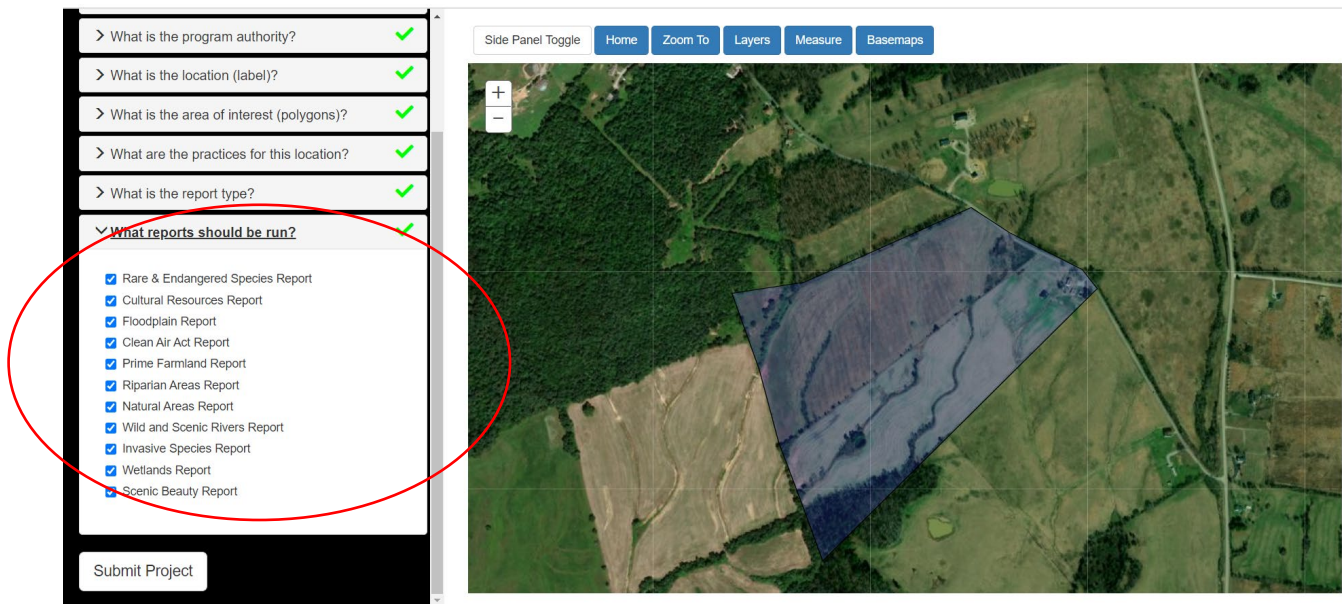 What is the program authority?
What is the location (label)?
What is the area of interest (polygons)?
What are the practices for this location?
What is the report type?
What reports should be run?
Rare & Endangered Species Report
Cultural Resources Report
Floodplain Report
Clean Air Act Report
Prime Farmland Report
Riparian Areas Report
Natural Areas Report
Wild and Scenic Rivers Report
Invasive Species Report
Wetlands Report
Scenic Beauty Report
Submit Project
Side Panel Toggle Home Zoom To Layers Measure Basemaps
+
−